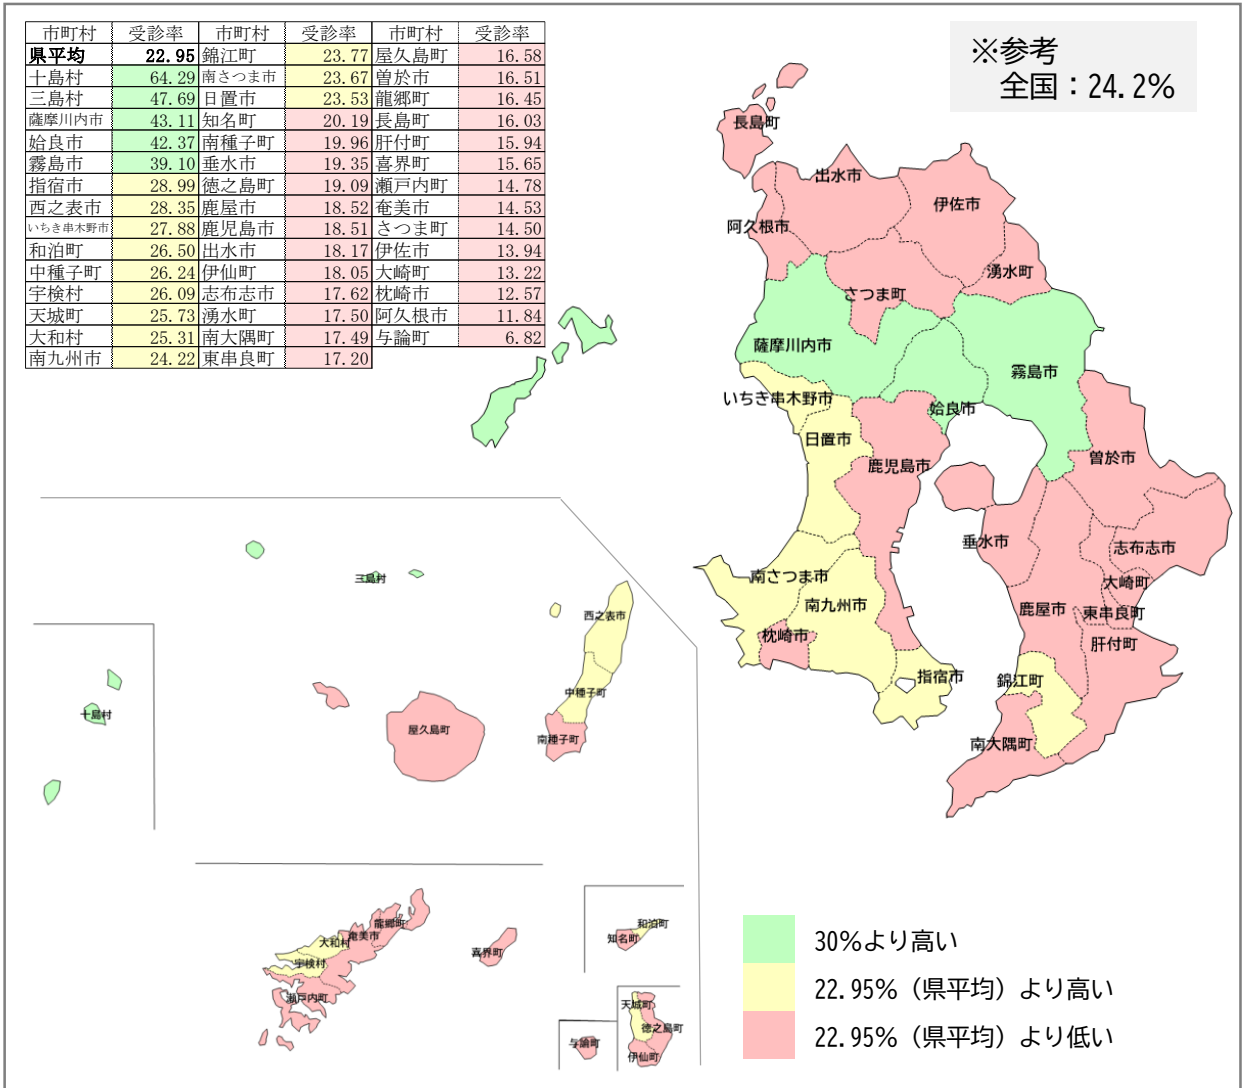 市町村 受診率 市町村 受診率 市町村 受診率
県平均 22.95 錦江町 23.77 屋久島町 16.58
十島村 64.29 南さつま市 23.67 曽於市 16.51
三島村 47.69 日置市 23.53 龍郷町 16.45
薩摩川内市 43.11 知名町 20.19 長島町 16.03
姶良市 42.37 南種子町 19.96 肝付町 15.94
霧島市 39.10 垂水市 19.35 喜界町 15.65
指宿市 28.99 徳之島町 19.09 瀬戸内町 14.78
西之表市 28.35 鹿屋市 18.52 奄美市 14.53
いちき串木野市 27.88 鹿児島市 18.51 さつま町 14.50
和泊町 26.50 出水市 18.17 伊佐市 13.94
中種子町 26.24 伊仙町 18.05 大崎町 13.22
宇検村 26.09 志布志市 17.62 枕崎市 12.57
天城町 25.73 湧水町 17.50 阿久根市 11.84
大和村 25.31 南大隅町 17.49 与論町 6.82
南九州市 24.22 東串良町 17.20
※参考
全国：24.2%
長島町
出水市
伊佐市
阿久根市
湧水町
さつま町
薩摩川内市
霧島市
いちき串木野市
姶良市
日置市
鹿児島市
曽於市
垂水市
志布志市
南さつま市
大崎町
南九州市
鹿屋市
東串良町
枕崎市
肝付町
指宿市
錦江町
南大隅町
三島村
西之表市
中種子町
十島村
屋久島町
南種子町
龍郷町
奄美市
大和村
宇検村
瀬戸内町
喜界町
和泊町
知名町
天城町
徳之島町
与論町
伊仙町
30%より高い
22.95%（県平均）より高い
22.95%（県平均）より低い